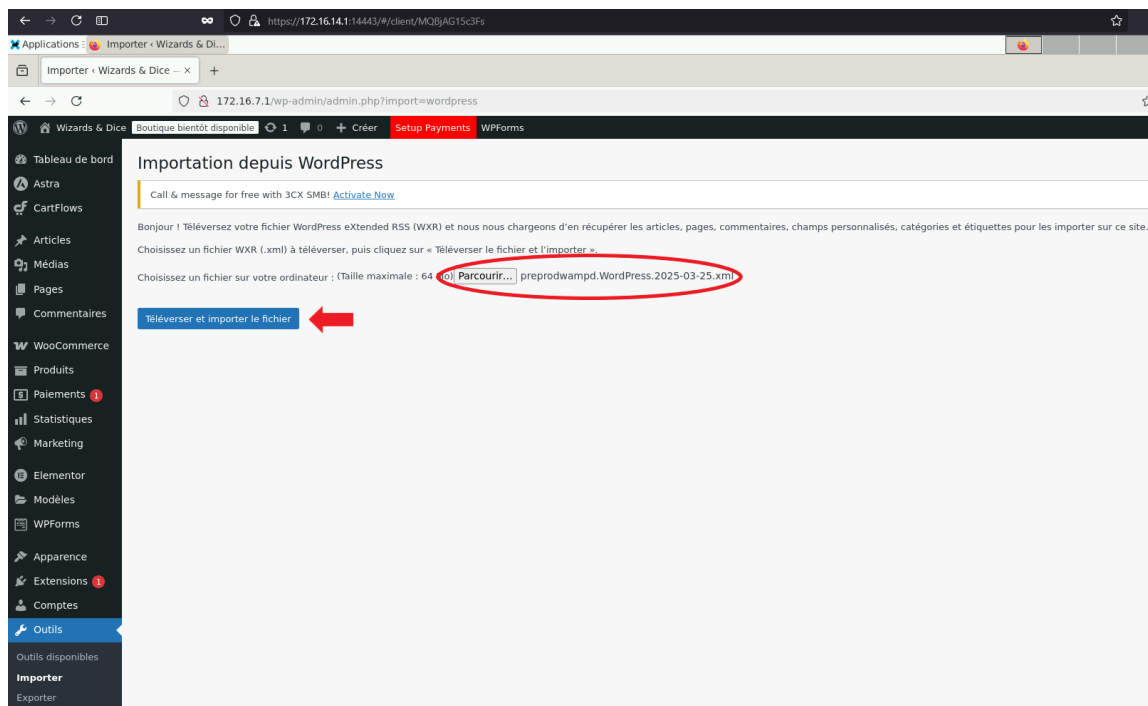 https://172.16.14.1:14443/#/client/MQBjAG15c3Fs
Applications Importer ‹ Wizards & Di...
Importer ‹ Wizards & Dice — × +
172.16.7.1/wp-admin/admin.php?import=wordpress
Wizards & Dice Boutique bientôt disponible 1 0 + Créer Setup Payments WPForms
Tableau de bord
Astra
CartFlows
Articles
Médias
Pages
Commentaires
WooCommerce
Produits
Paiements 1
Statistiques
Marketing
Elementor
Modèles
WPForms
Apparence
Extensions 1
Comptes
Outils
Outils disponibles
Importer
Exporter
Importation depuis WordPress
Call & message for free with 3CX SMB! Activate Now
Bonjour ! Téléversez votre fichier WordPress eXtended RSS (WXR) et nous nous chargeons d’en récupérer les articles, pages, commentaires, champs personnalisés, catégories et étiquettes pour les importer sur ce site.
Choisissez un fichier WXR (.xml) à téléverser, puis cliquez sur « Téléverser le fichier et l’importer ».
Choisissez un fichier sur votre ordinateur : (Taille maximale : 64 Mo) Parcourir... preprodwampd.WordPress.2025-03-25.xml
Téléverser et importer le fichier